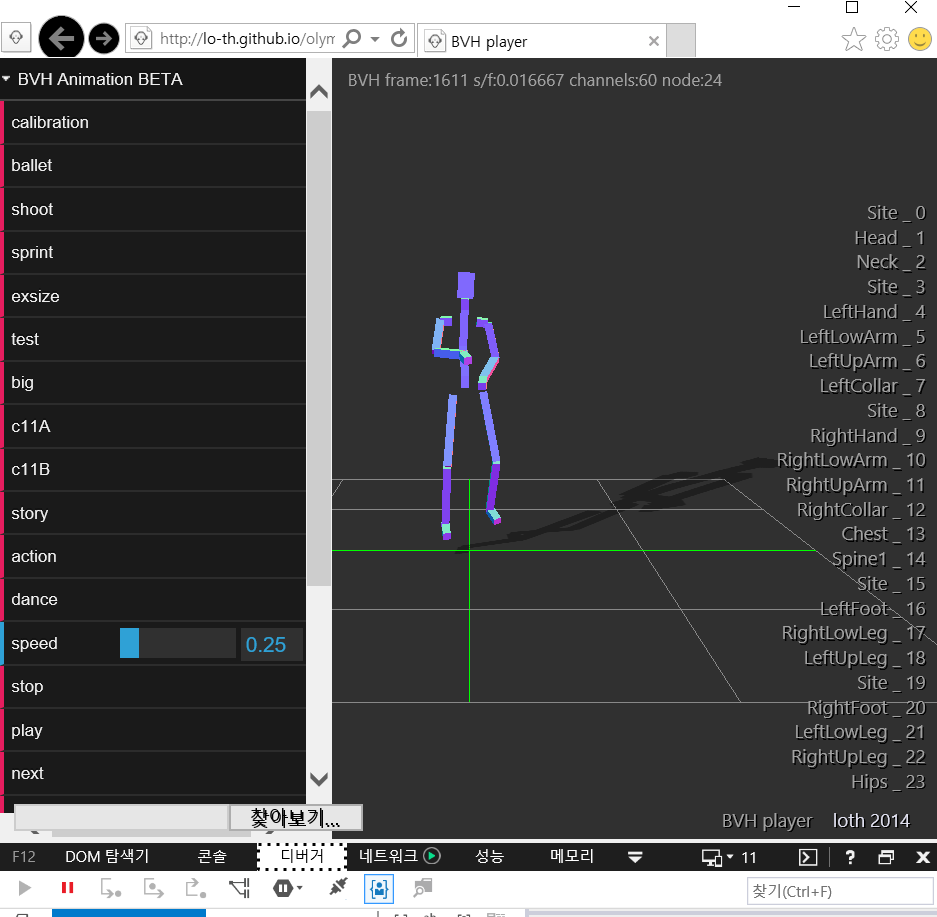 http://lo-th.github.io/olym
BVH player
BVH Animation BETA
calibration
ballet
shoot
sprint
exsize
test
big
c11A
c11B
story
action
dance
speed 0.25
stop
play
next
찾아보기...
BVH frame:1611 s/f:0.016667 channels:60 node:24
Site _ 0
Head _ 1
Neck _ 2
Site _ 3
LeftHand _ 4
LeftLowArm _ 5
LeftUpArm _ 6
LeftCollar _ 7
Site _ 8
RightHand _ 9
RightLowArm _ 10
RightUpArm _ 11
RightCollar _ 12
Chest _ 13
Spine1 _ 14
Site _ 15
LeftFoot _ 16
RightLowLeg _ 17
LeftUpLeg _ 18
Site _ 19
RightFoot _ 20
LeftLowLeg _ 21
RightUpLeg _ 22
Hips _ 23
BVH player loth 2014
F12 DOM 탐색기 콘솔 디버거 네트워크 성능 메모리 11 ?
찾기(Ctrl+F)